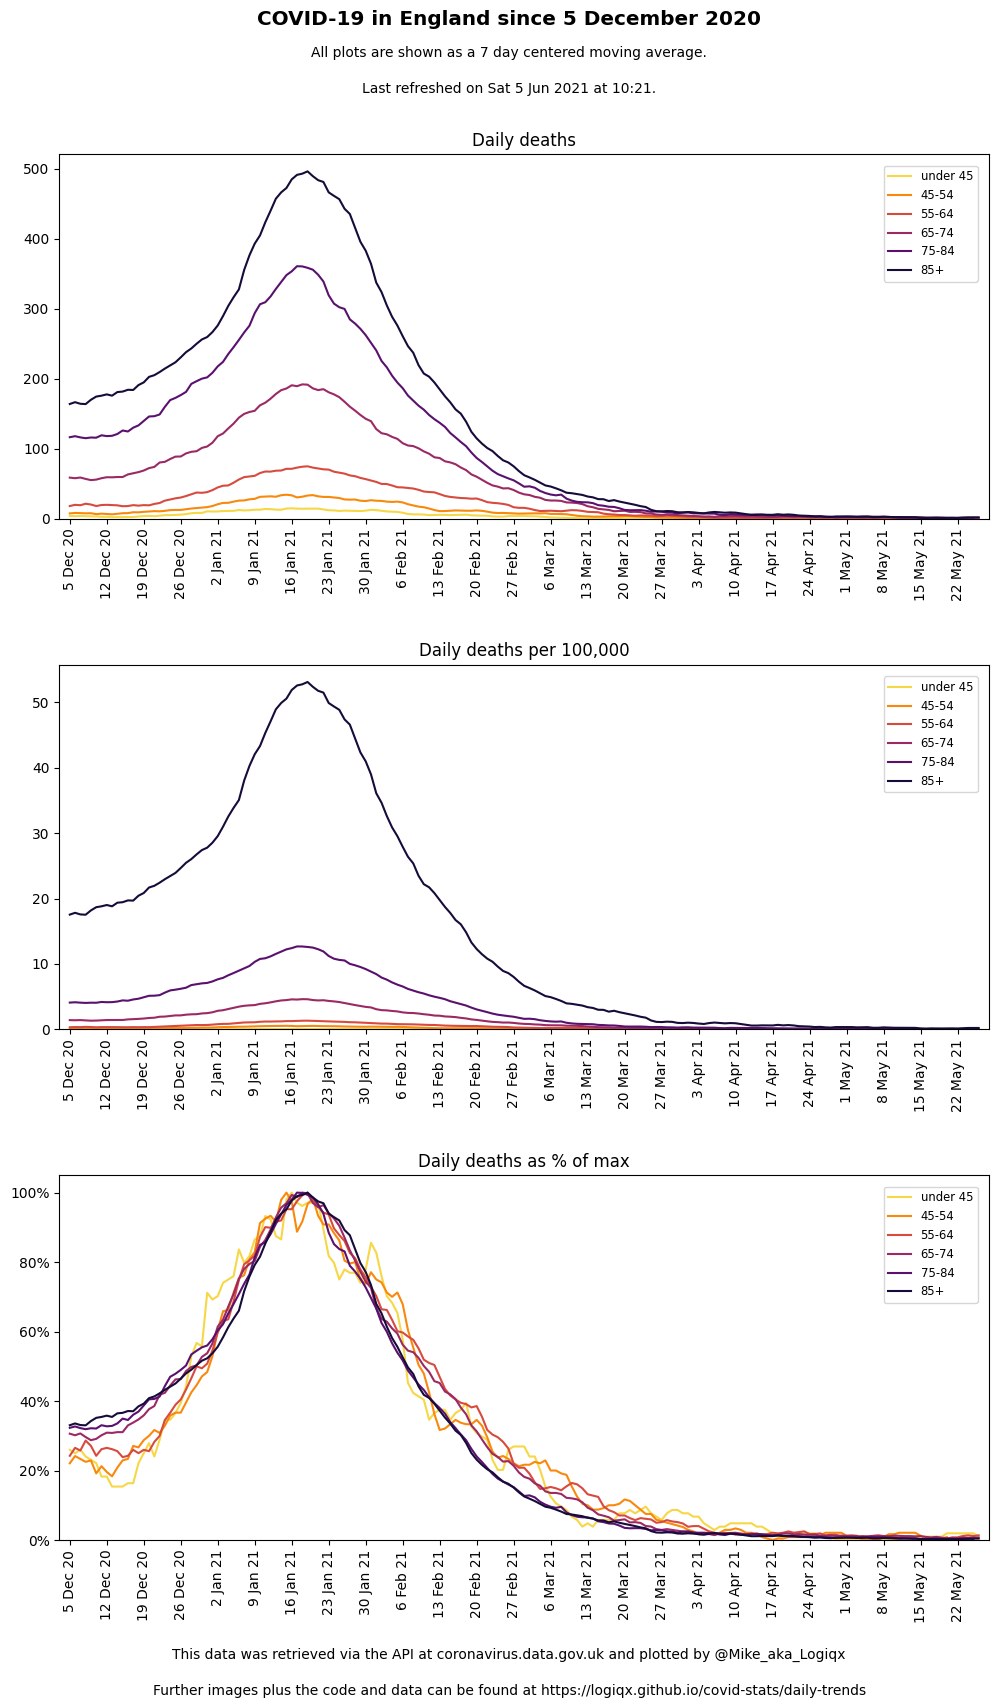 COVID-19 in England since 5 December 2020
All plots are shown as a 7 day centered moving average.
Last refreshed on Sat 5 Jun 2021 at 10:21.
Daily deaths
500
400
300
200
100
0
under 45
45-54
55-64
65-74
75-84
85+
5 Dec 20
12 Dec 20
19 Dec 20
26 Dec 20
2 Jan 21
9 Jan 21
16 Jan 21
23 Jan 21
30 Jan 21
6 Feb 21
13 Feb 21
20 Feb 21
27 Feb 21
6 Mar 21
13 Mar 21
20 Mar 21
27 Mar 21
3 Apr 21
10 Apr 21
17 Apr 21
24 Apr 21
1 May 21
8 May 21
15 May 21
22 May 21
Daily deaths per 100,000
50
40
30
20
10
0
under 45
45-54
55-64
65-74
75-84
85+
5 Dec 20
12 Dec 20
19 Dec 20
26 Dec 20
2 Jan 21
9 Jan 21
16 Jan 21
23 Jan 21
30 Jan 21
6 Feb 21
13 Feb 21
20 Feb 21
27 Feb 21
6 Mar 21
13 Mar 21
20 Mar 21
27 Mar 21
3 Apr 21
10 Apr 21
17 Apr 21
24 Apr 21
1 May 21
8 May 21
15 May 21
22 May 21
Daily deaths as % of max
100%
80%
60%
40%
20%
0%
under 45
45-54
55-64
65-74
75-84
85+
5 Dec 20
12 Dec 20
19 Dec 20
26 Dec 20
2 Jan 21
9 Jan 21
16 Jan 21
23 Jan 21
30 Jan 21
6 Feb 21
13 Feb 21
20 Feb 21
27 Feb 21
6 Mar 21
13 Mar 21
20 Mar 21
27 Mar 21
3 Apr 21
10 Apr 21
17 Apr 21
24 Apr 21
1 May 21
8 May 21
15 May 21
22 May 21
This data was retrieved via the API at coronavirus.data.gov.uk and plotted by @Mike_aka_Logiqx
Further images plus the code and data can be found at https://logiqx.github.io/covid-stats/daily-trends